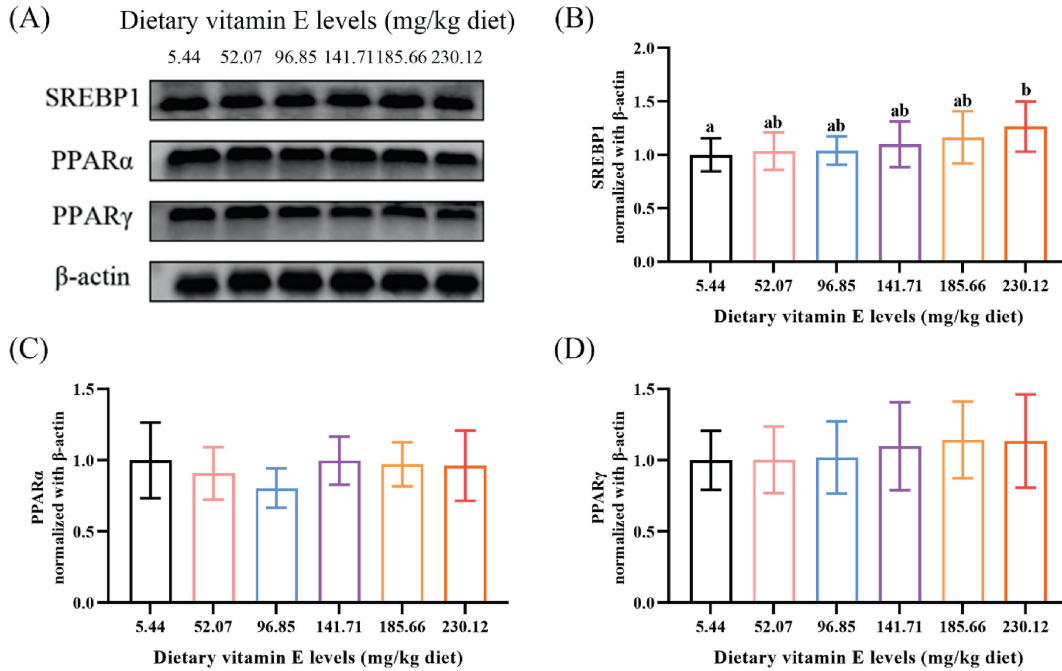 (A)
Dietary vitamin E levels (mg/kg diet)
5.44 52.07 96.85 141.71 185.66 230.12
SREBP1
PPARα
PPARγ
β-actin
(B)
SREBP1
normalized with β-actin
2.0
1.5
1.0
0.5
0.0
a ab ab ab ab b
5.44 52.07 96.85 141.71 185.66 230.12
Dietary vitamin E levels (mg/kg diet)
(C)
PPARα
normalized with β-actin
1.5
1.0
0.5
0.0
5.44 52.07 96.85 141.71 185.66 230.12
Dietary vitamin E levels (mg/kg diet)
(D)
PPARγ
normalized with β-actin
1.5
1.0
0.5
0.0
5.44 52.07 96.85 141.71 185.66 230.12
Dietary vitamin E levels (mg/kg diet)